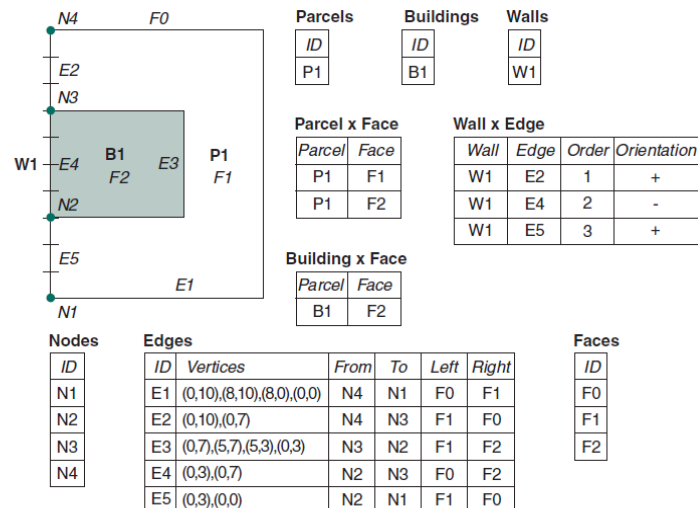 N4 F0
E2
N3
W1 E4 B1 E3 P1
F2 F1
N2
E5
E1
N1
Parcels
ID
P1
Buildings
ID
B1
Walls
ID
W1
Parcel x Face
Parcel Face
P1 F1
P1 F2
Wall x Edge
Wall Edge Order Orientation
W1 E2 1 +
W1 E4 2 -
W1 E5 3 +
Building x Face
Parcel Face
B1 F2
Nodes
ID
N1
N2
N3
N4
Edges
ID Vertices From To Left Right
E1 (0,10),(8,10),(8,0),(0,0) N4 N1 F0 F1
E2 (0,10),(0,7) N4 N3 F1 F0
E3 (0,7),(5,7),(5,3),(0,3) N3 N2 F1 F2
E4 (0,3),(0,7) N2 N3 F0 F2
E5 (0,3),(0,0) N2 N1 F1 F0
Faces
ID
F0
F1
F2